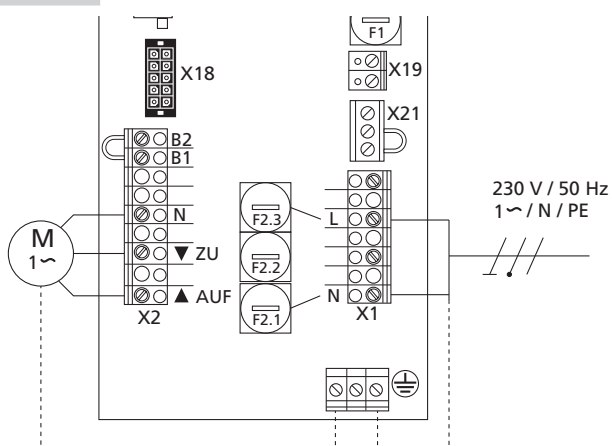 F1
X18
X19
X21
B2
B1
230 V / 50 Hz
1~ / N / PE
N
F2.3
L
M
1~
▼ ZU
F2.2
▲ AUF
N
F2.1
X2
X1